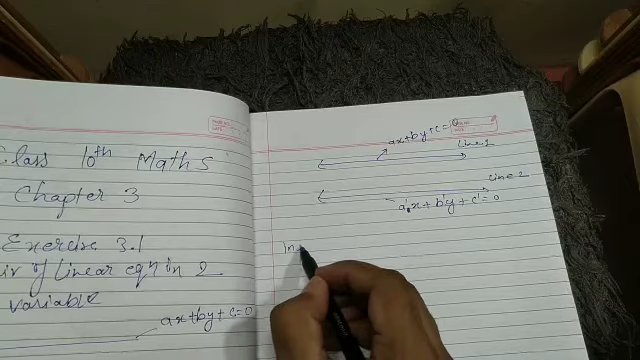 Class 10th Maths
Chapter 3
Exercise 3.1
of linear eqn in 2
variable
ax+by+c=0
ax+by+c=0
Line 1
Line 2
a'x+b'y+c'=0
In